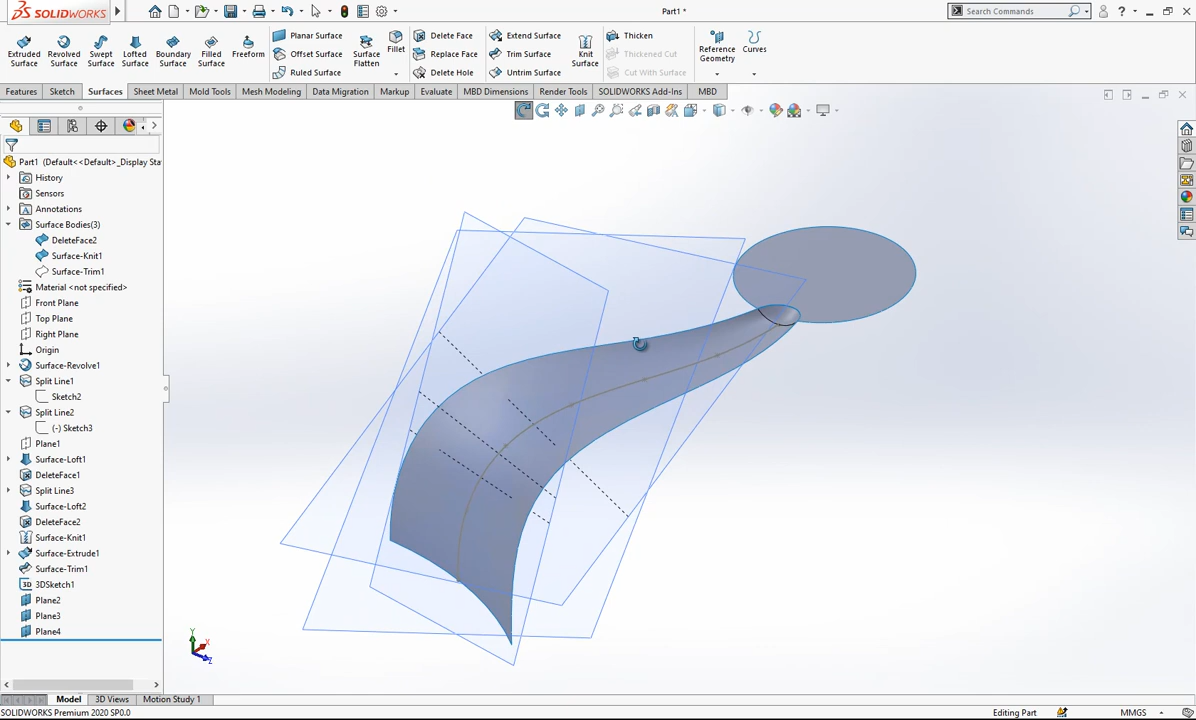 SOLIDWORKS
Part1 *
Search Commands
Extruded Surface
Revolved Surface
Swept Surface
Lofted Surface
Boundary Surface
Filled Surface
Freeform
Planar Surface
Offset Surface
Ruled Surface
Surface Flatten
Fillet
Delete Face
Replace Face
Delete Hole
Extend Surface
Trim Surface
Untrim Surface
Knit Surface
Thicken
Thickened Cut
Cut With Surface
Reference Geometry
Curves
Features Sketch Surfaces Sheet Metal Mold Tools Mesh Modeling Data Migration Markup Evaluate MBD Dimensions Render Tools SOLIDWORKS Add-Ins MBD
Part1 (Default<<Default>_Display Sta
History
Sensors
Annotations
Surface Bodies(3)
DeleteFace2
Surface-Knit1
Surface-Trim1
Material <not specified>
Front Plane
Top Plane
Right Plane
Origin
Surface-Revolve1
Split Line1
Sketch2
Split Line2
(-) Sketch3
Plane1
Surface-Loft1
DeleteFace1
Split Line3
Surface-Loft2
DeleteFace2
Surface-Knit1
Surface-Extrude1
Surface-Trim1
3D 3DSketch1
Plane2
Plane3
Plane4
Y
X
Z
Model 3D Views Motion Study 1
SOLIDWORKS Premium 2020 SP0.0
Editing Part
MMGS